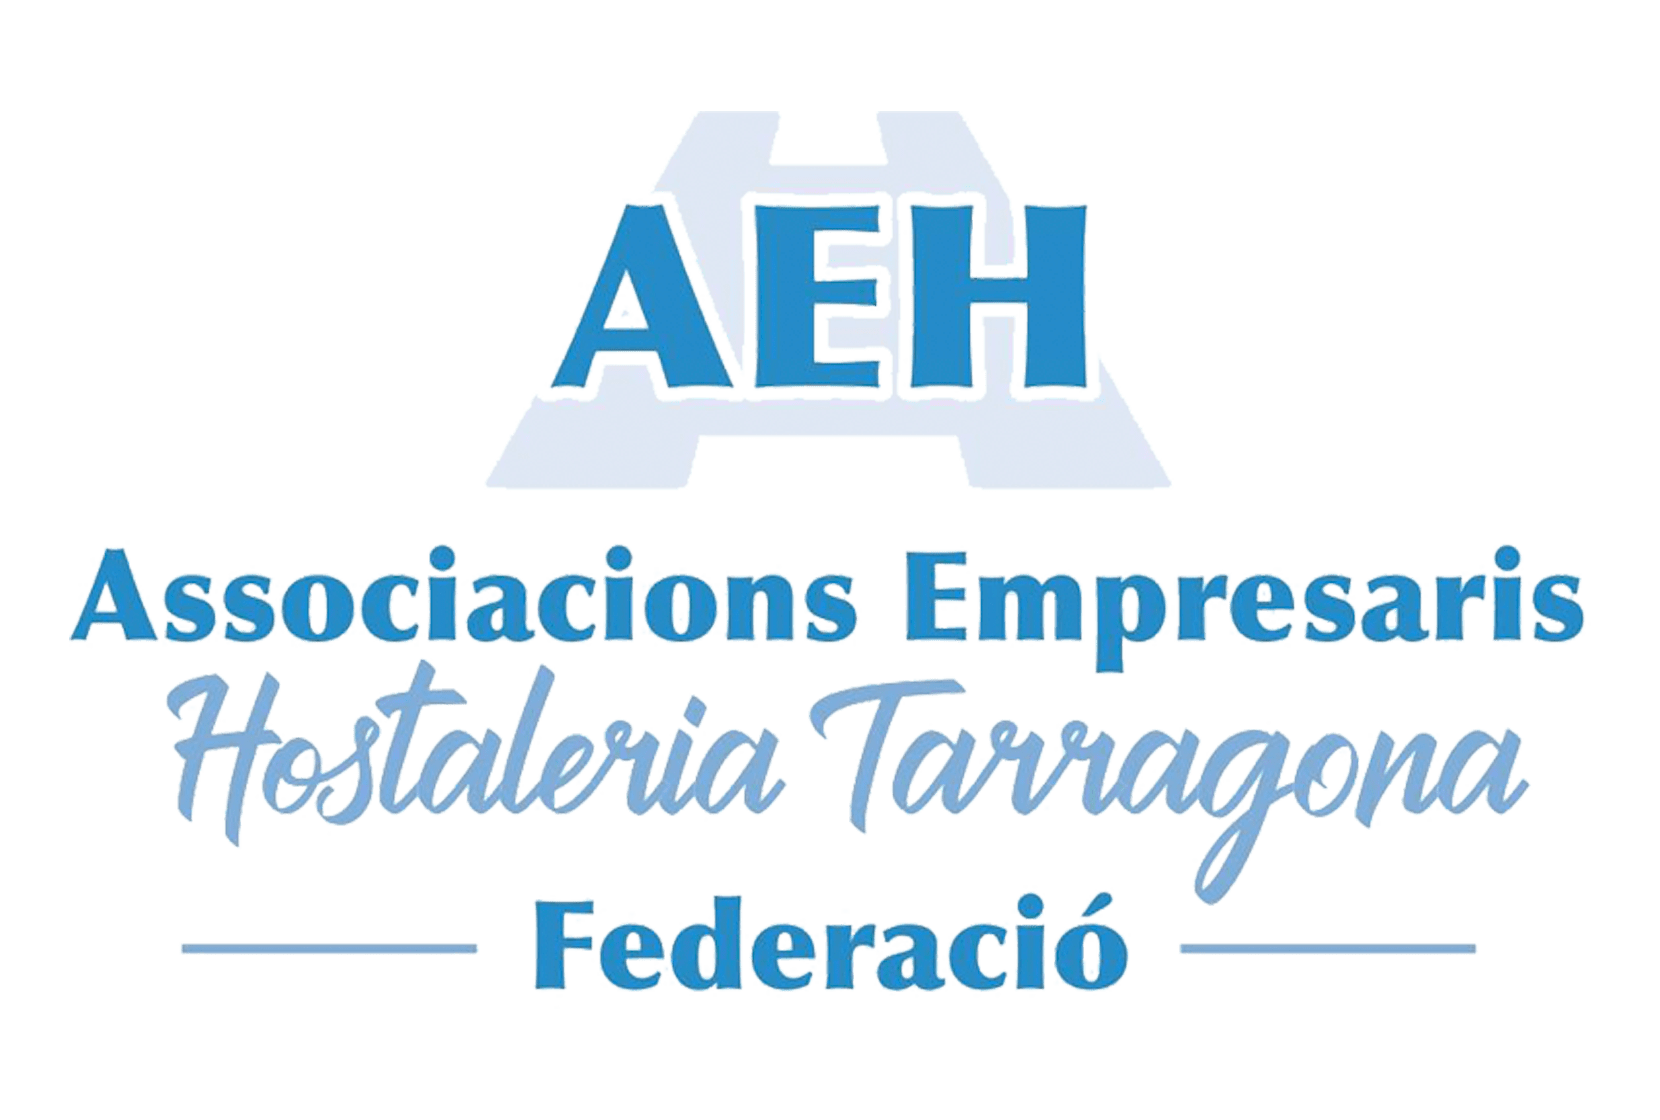 AEH
Associacions Empresaris
Hostaleria Tarragona
Federació